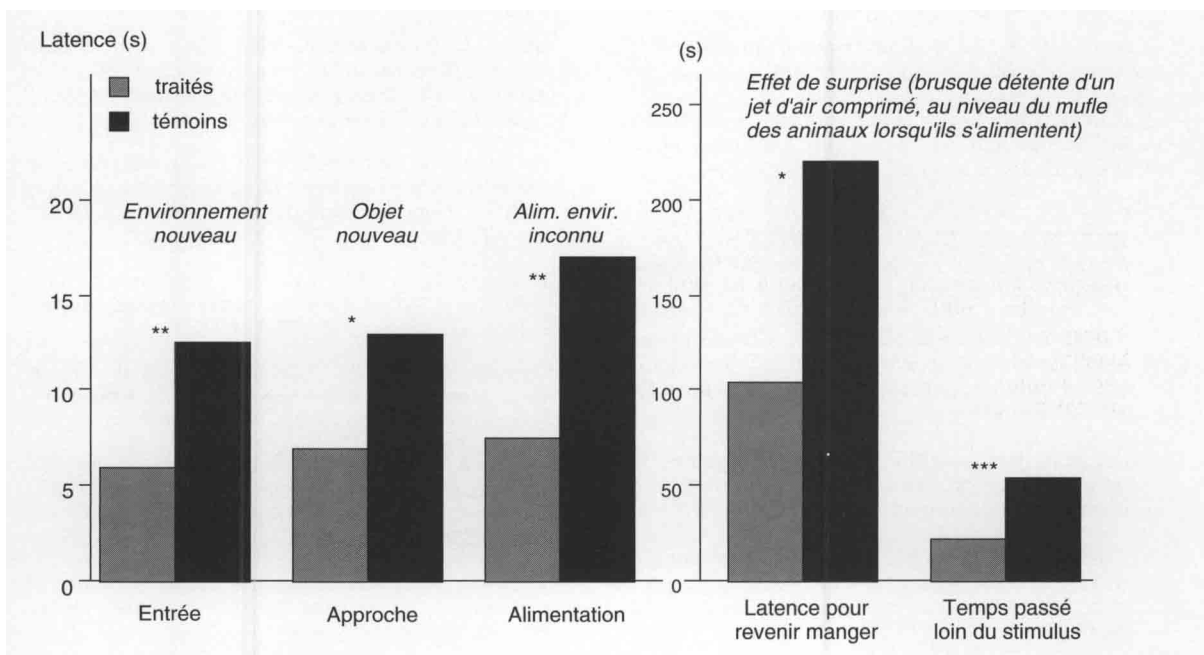 Latence (s)
traités
témoins
20
15
10
5
0
Environnement
nouveau
Objet
nouveau
Alim. envir.
inconnu
**
*
**
Entrée
Approche
Alimentation
(s)
250
200
150
100
50
0
Effet de surprise (brusque détente d'un
jet d'air comprimé, au niveau du mufle
des animaux lorsqu'ils s'alimentent)
*
***
Latence pour
revenir manger
Temps passé
loin du stimulus